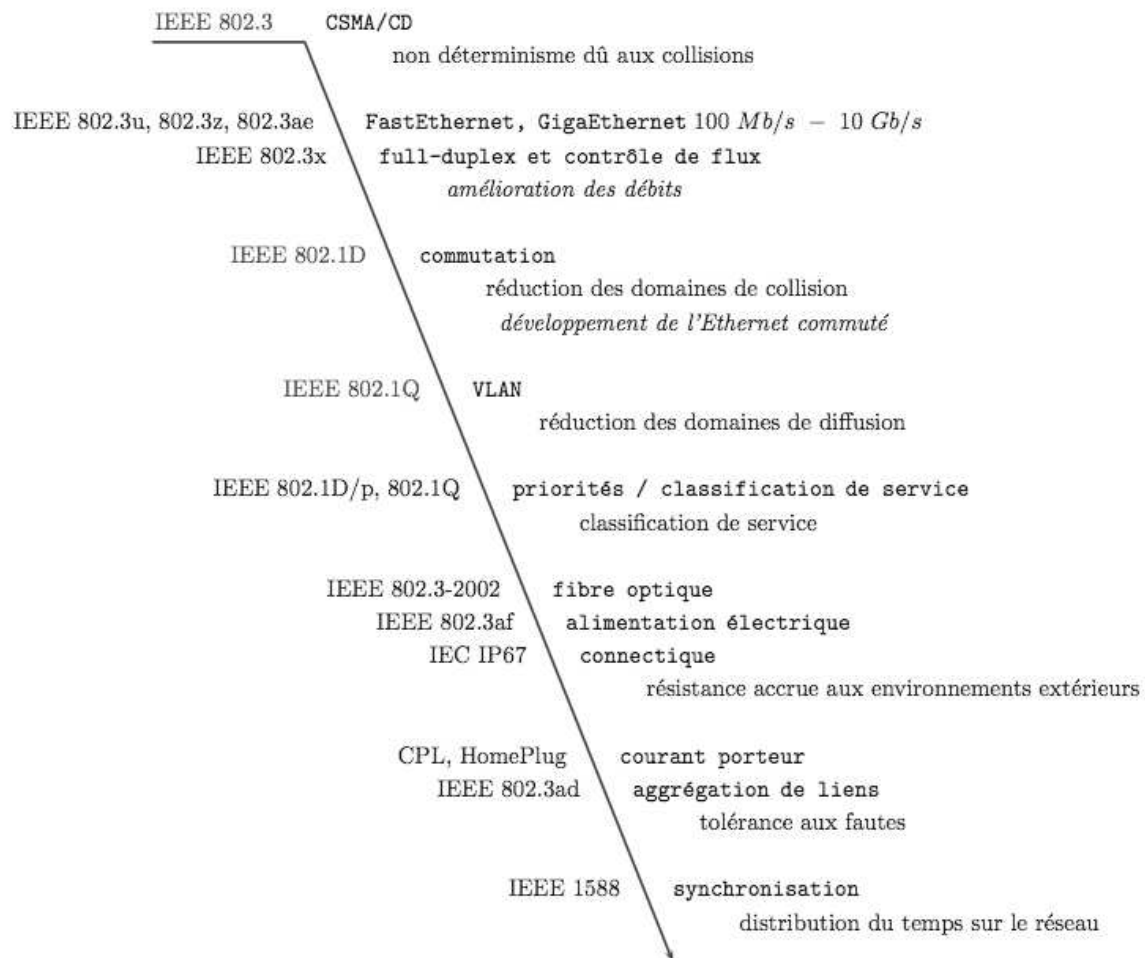 IEEE 802.3 CSMA/CD
non déterminisme dû aux collisions
IEEE 802.3u, 802.3z, 802.3ae FastEthernet, GigaEthernet 100 Mb/s − 10 Gb/s
IEEE 802.3x full-duplex et contrôle de flux
amélioration des débits
IEEE 802.1D commutation
réduction des domaines de collision
développement de l'Ethernet commuté
IEEE 802.1Q VLAN
réduction des domaines de diffusion
IEEE 802.1D/p, 802.1Q priorités / classification de service
classification de service
IEEE 802.3-2002 fibre optique
IEEE 802.3af alimentation électrique
IEC IP67 connectique
résistance accrue aux environnements extérieurs
CPL, HomePlug courant porteur
IEEE 802.3ad aggrégation de liens
tolérance aux fautes
IEEE 1588 synchronisation
distribution du temps sur le réseau